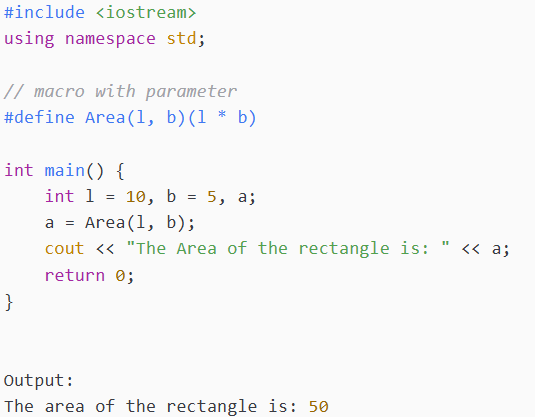 #include <iostream>
using namespace std;
// macro with parameter
#define Area(l, b)(l * b)
int main() {
    int l = 10, b = 5, a;
    a = Area(l, b);
    cout << "The Area of the rectangle is: " << a;
    return 0;
}
Output:
The area of the rectangle is: 50